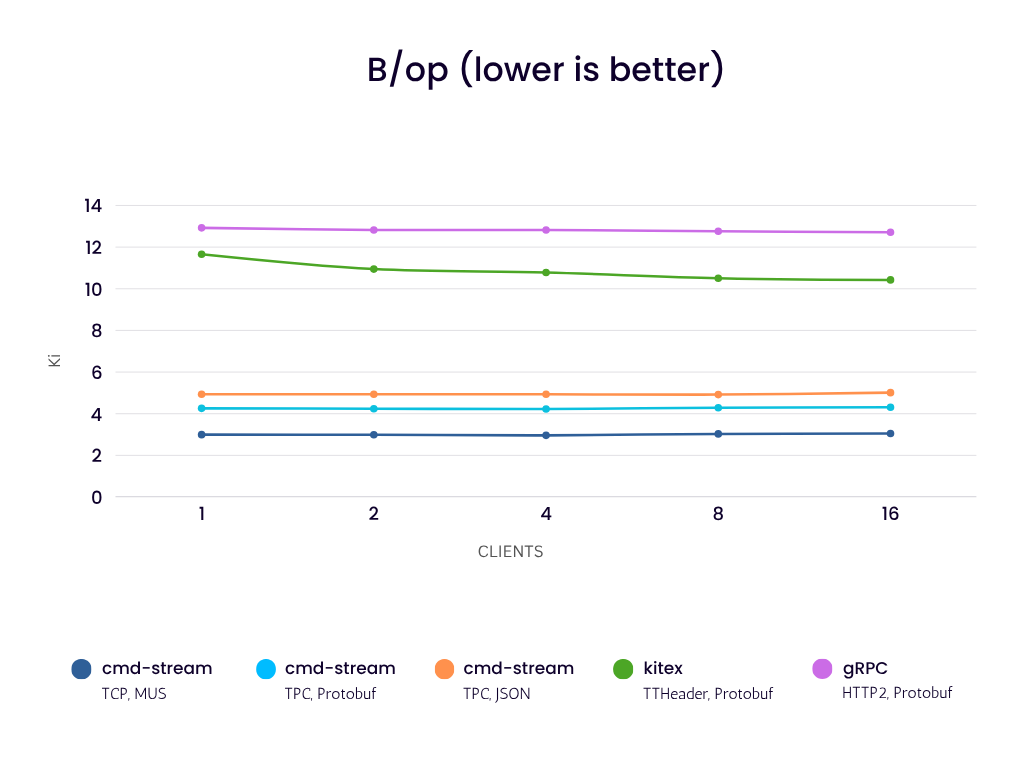 B/op (lower is better)
14
12
10
8
6
4
2
0
Ki
1 2 4 8 16
CLIENTS
cmd-stream cmd-stream cmd-stream kitex gRPC
TCP, MUS TPC, Protobuf TPC, JSON TTHeader, Protobuf HTTP2, Protobuf